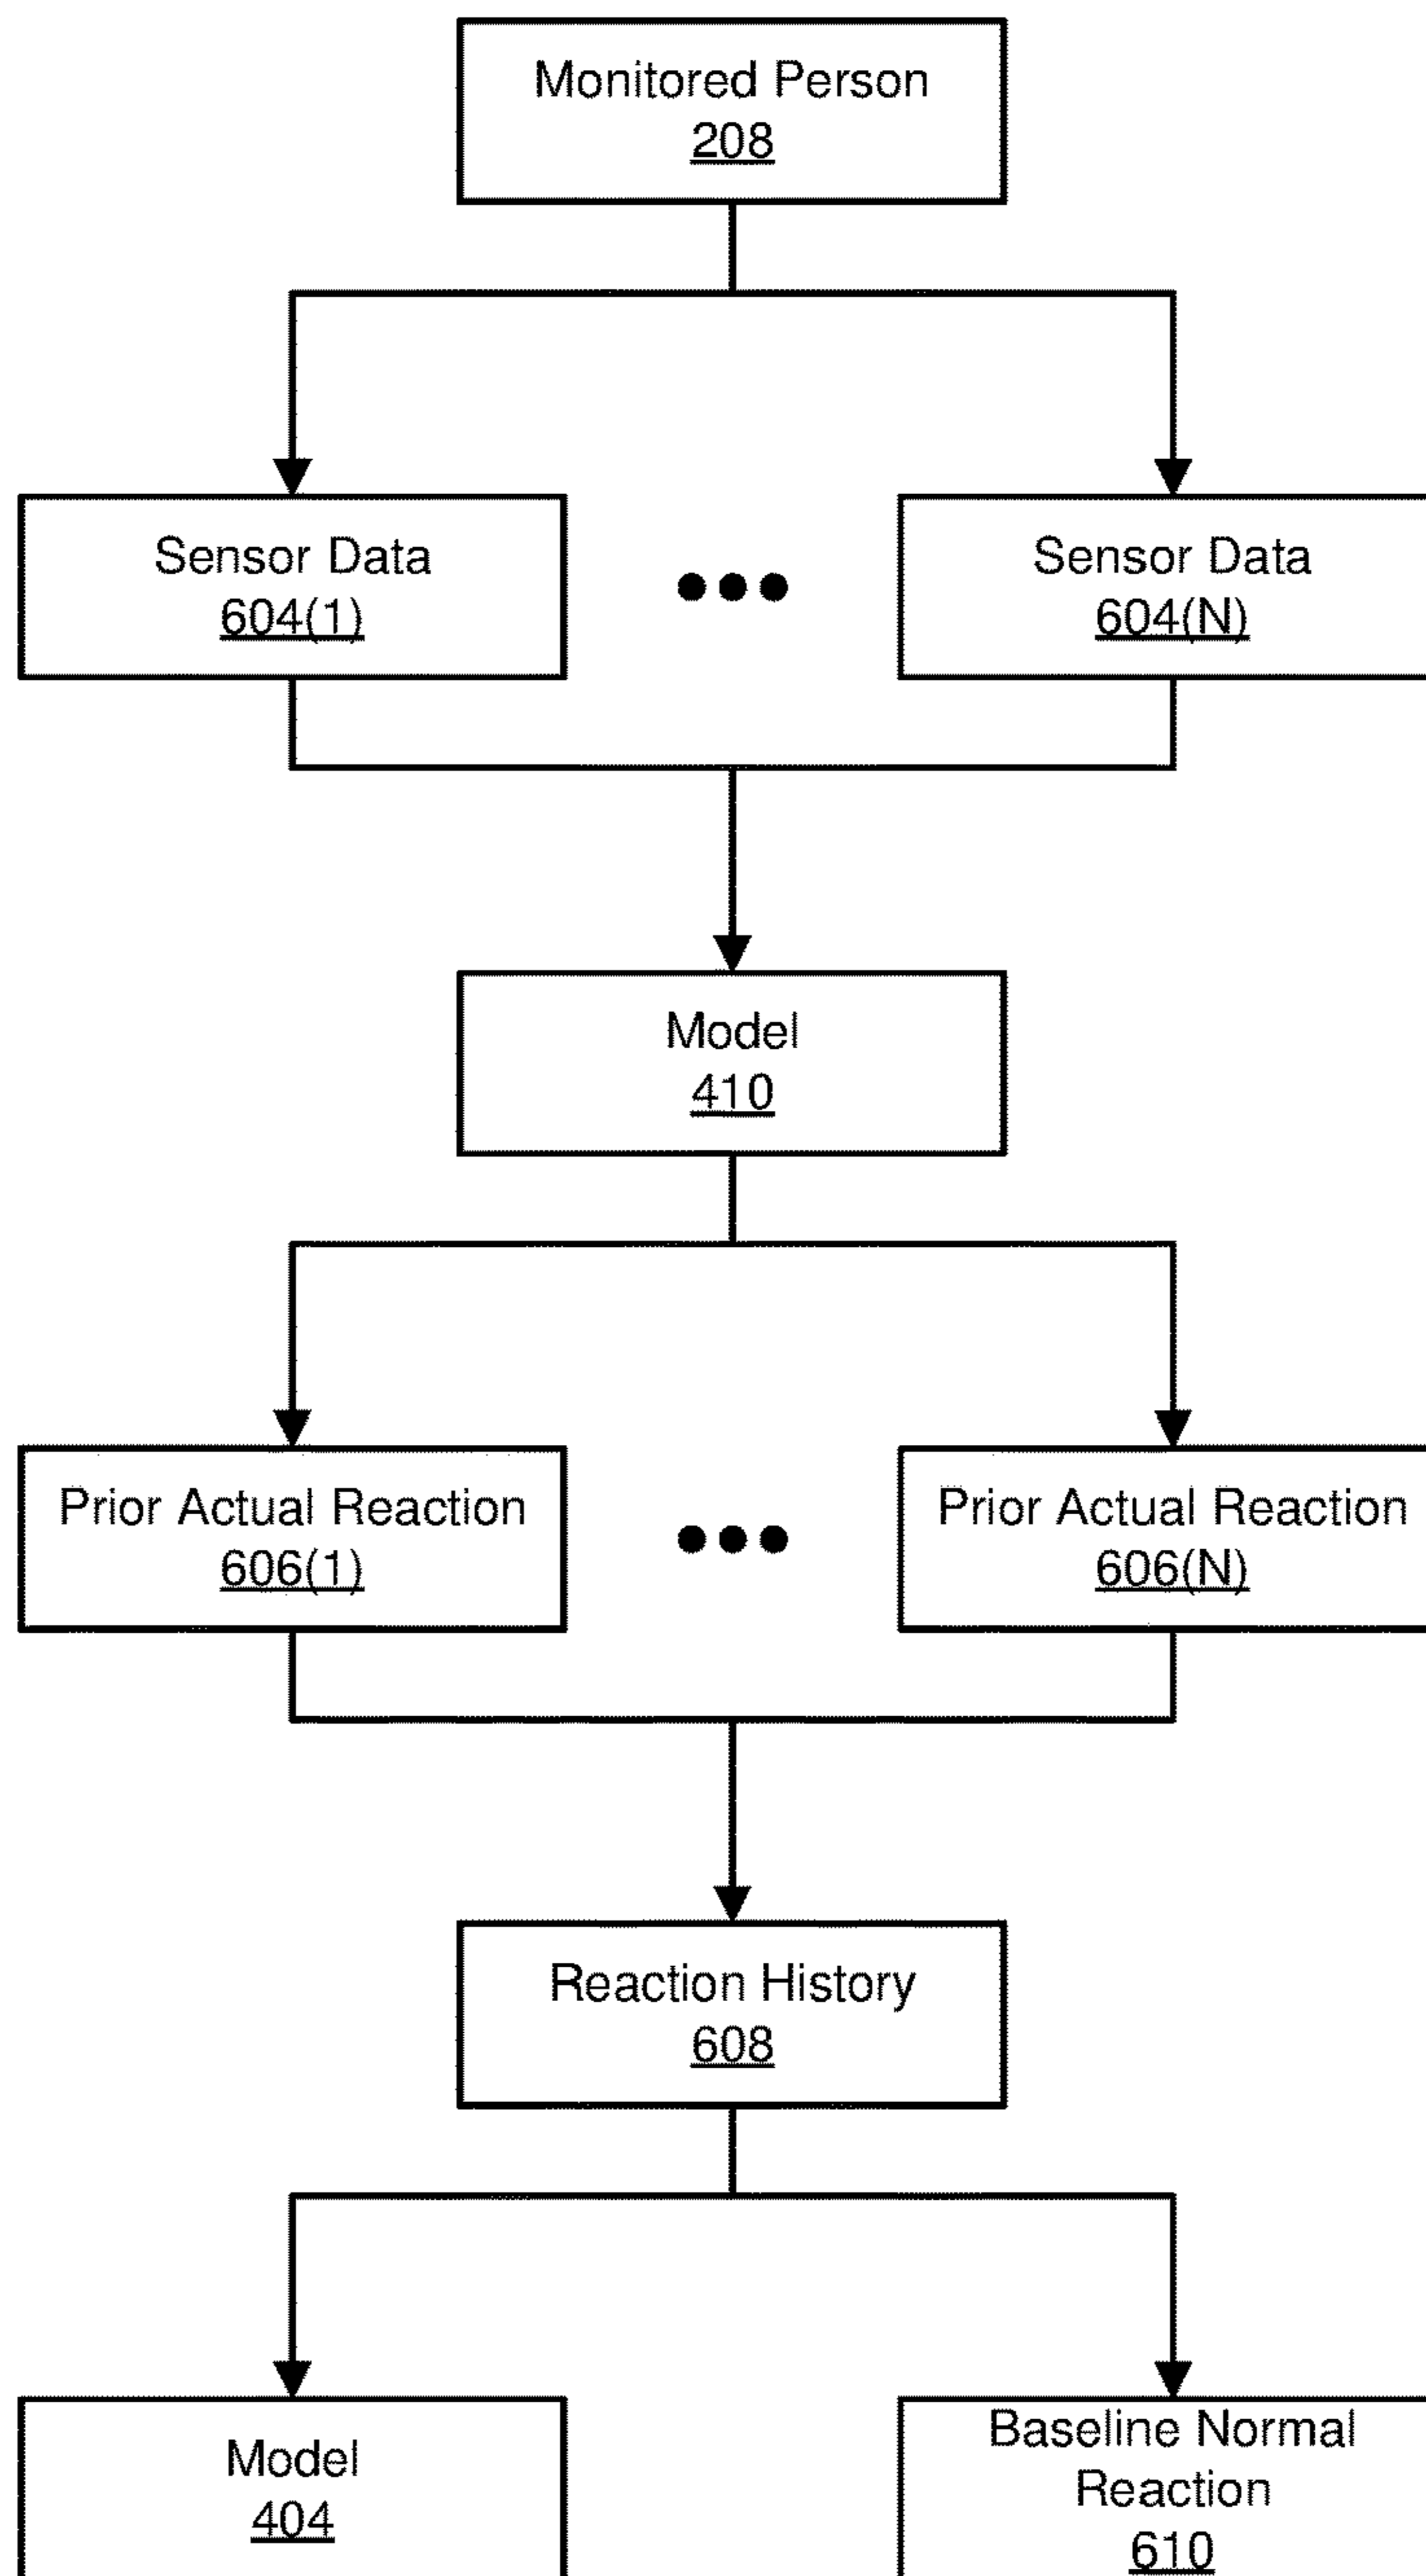 Monitored Person
208
Sensor Data
604(1)
Sensor Data
604(N)
Model
410
Prior Actual Reaction
606(1)
Prior Actual Reaction
606(N)
Reaction History
608
Model
404
Baseline Normal
Reaction
610